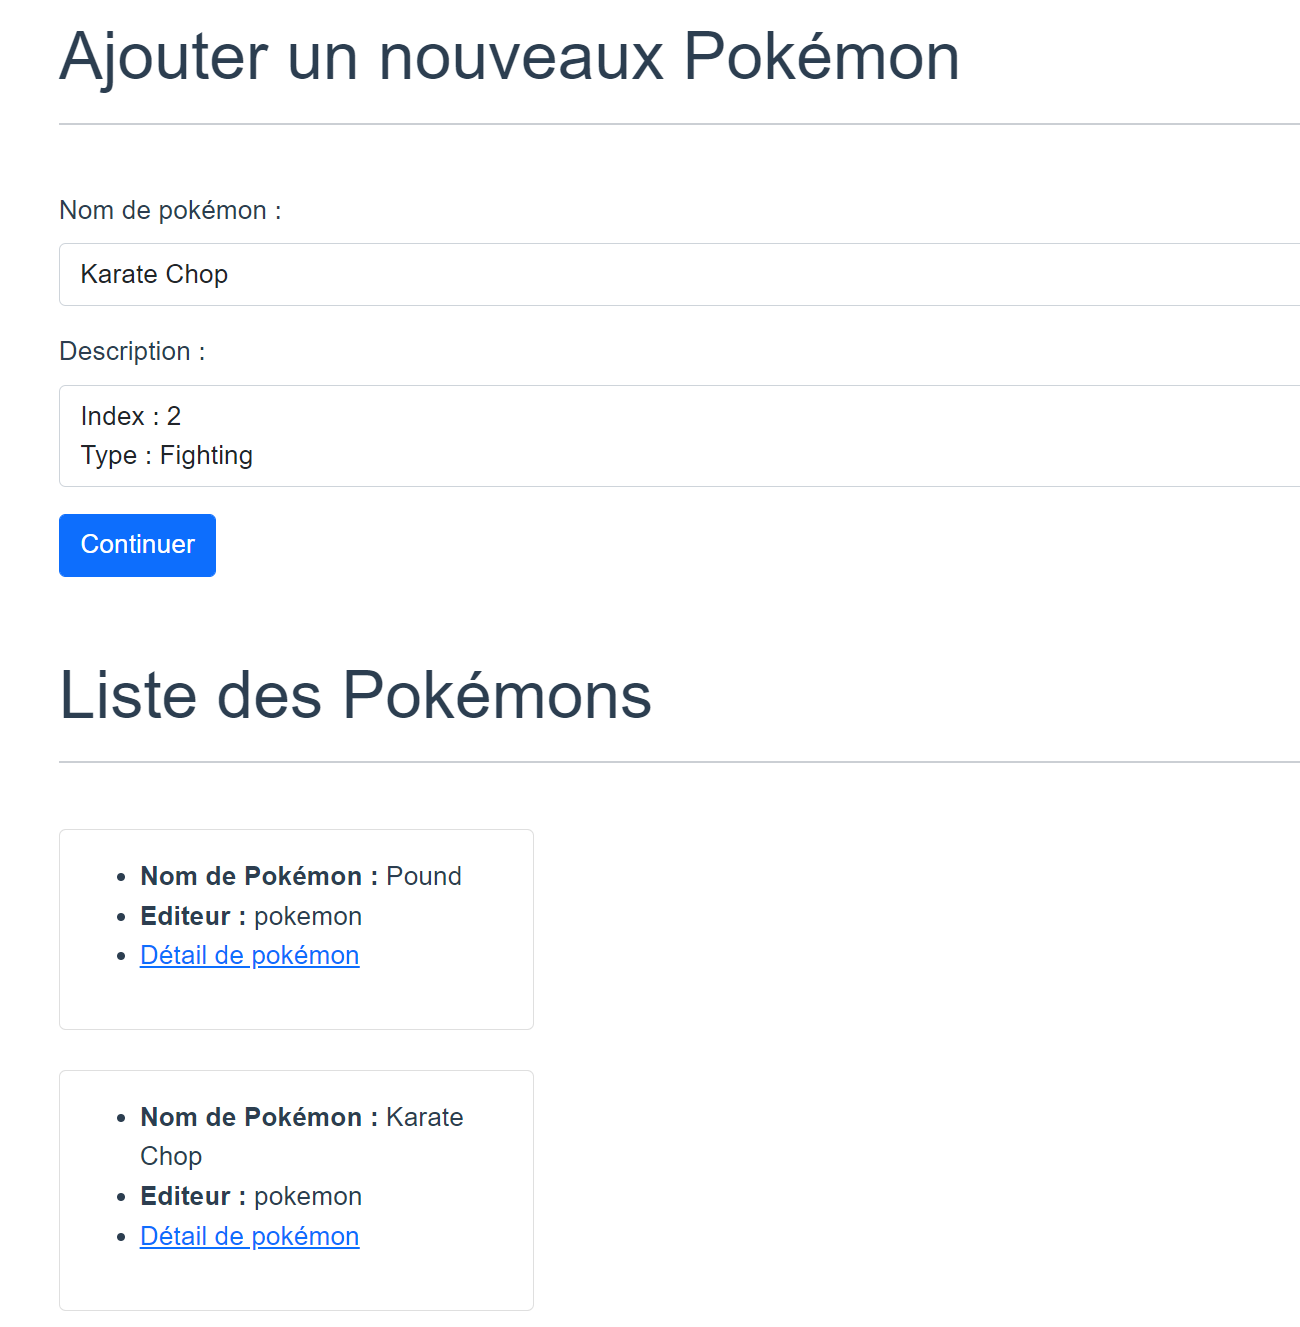 Ajouter un nouveaux Pokémon
Nom de pokémon :
Karate Chop
Description :
Index : 2
Type : Fighting
Continuer
Liste des Pokémons
Nom de Pokémon : Pound
Editeur : pokemon
Détail de pokémon
Nom de Pokémon : Karate
Chop
Editeur : pokemon
Détail de pokémon